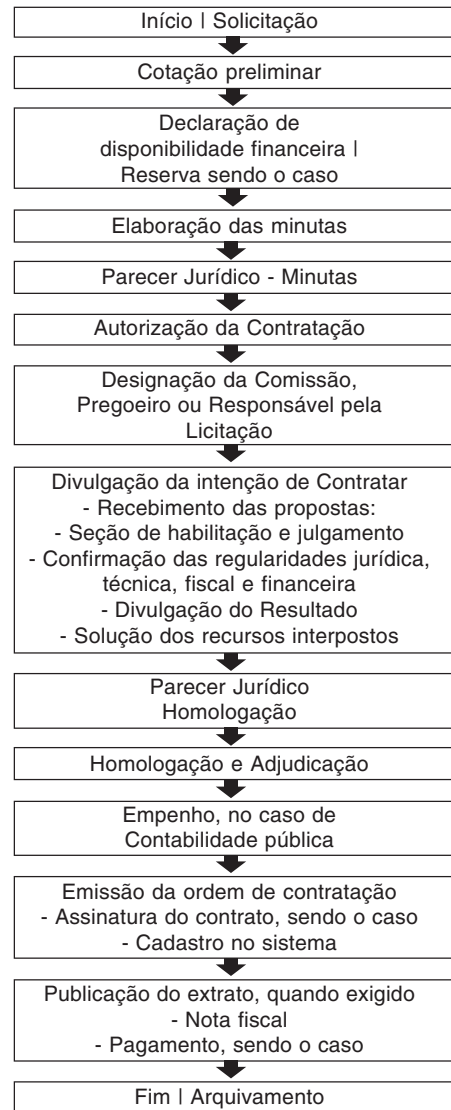 Início | Solicitação
Cotação preliminar
Declaração de
disponibilidade financeira |
Reserva sendo o caso
Elaboração das minutas
Parecer Jurídico - Minutas
Autorização da Contratação
Designação da Comissão,
Pregoeiro ou Responsável pela
Licitação
Divulgação da intenção de Contratar
- Recebimento das propostas:
- Seção de habilitação e julgamento
- Confirmação das regularidades jurídica,
técnica, fiscal e financeira
- Divulgação do Resultado
- Solução dos recursos interpostos
Parecer Jurídico
Homologação
Homologação e Adjudicação
Empenho, no caso de
Contabilidade pública
Emissão da ordem de contratação
- Assinatura do contrato, sendo o caso
- Cadastro no sistema
Publicação do extrato, quando exigido
- Nota fiscal
- Pagamento, sendo o caso
Fim | Arquivamento